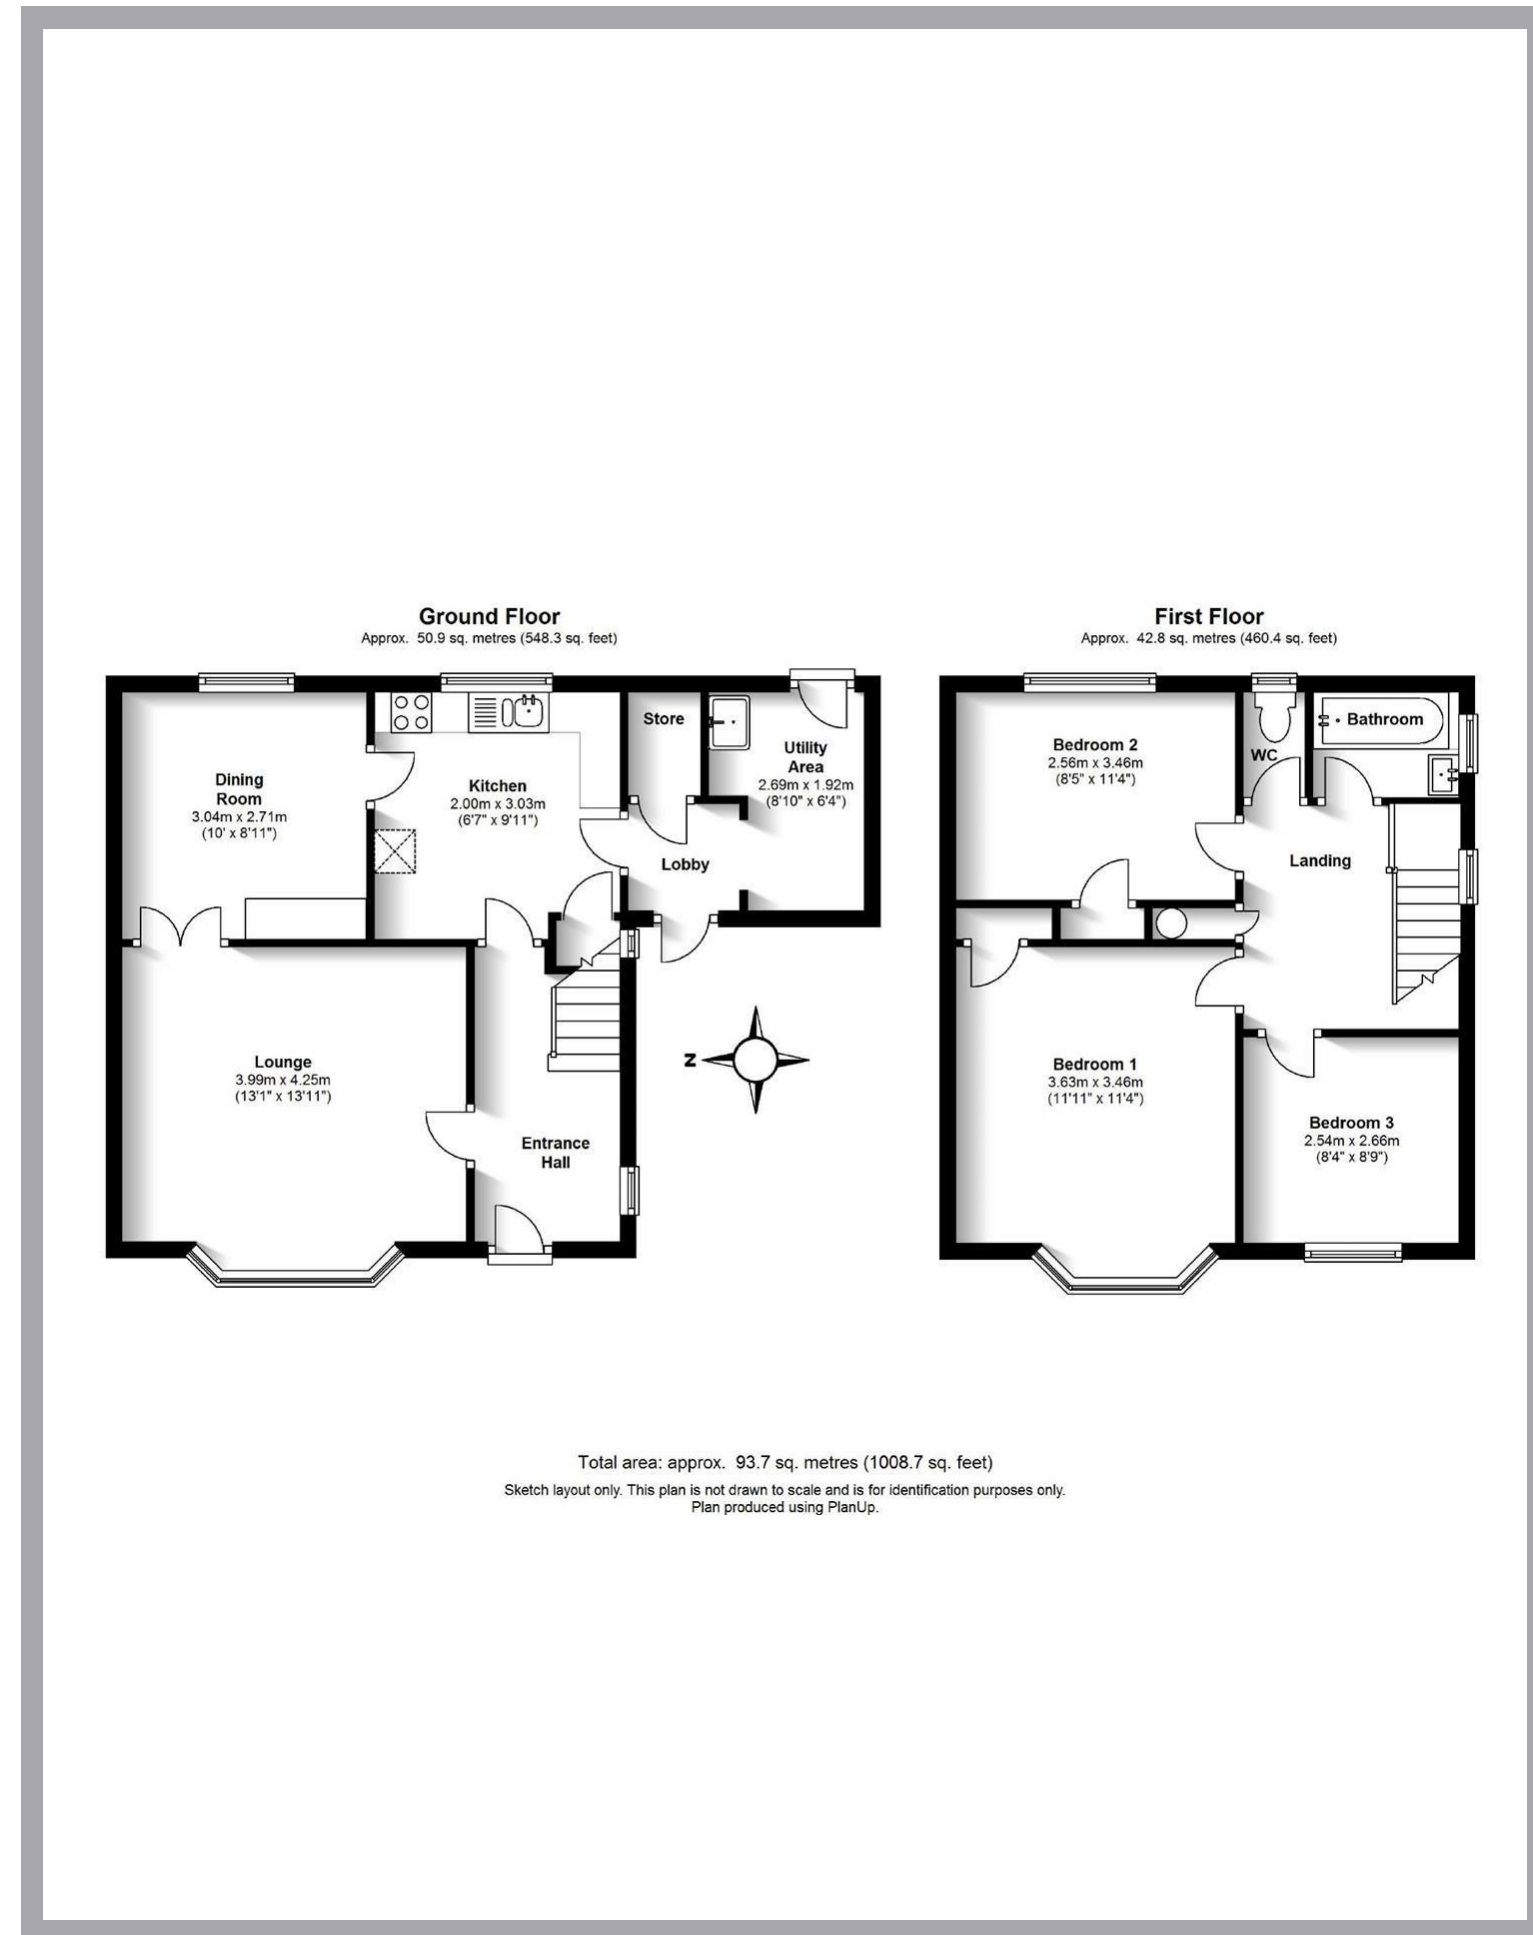 Ground Floor
Approx. 50.9 sq. metres (548.3 sq. feet)
Store
Utility
Area
2.69m x 1.92m
(8'10" x 6'4")
Dining
Room
3.04m x 2.71m
(10' x 8'11")
Kitchen
2.00m x 3.03m
(6'7" x 9'11")
Lobby
Lounge
3.99m x 4.25m
(13'1" x 13'11")
Entrance
Hall
N
First Floor
Approx. 42.8 sq. metres (460.4 sq. feet)
Bathroom
Bedroom 2
2.56m x 3.46m
(8'5" x 11'4")
WC
Landing
Bedroom 1
3.63m x 3.46m
(11'11" x 11'4")
Bedroom 3
2.54m x 2.66m
(8'4" x 8'9")
Total area: approx. 93.7 sq. metres (1008.7 sq. feet)
Sketch layout only. This plan is not drawn to scale and is for identification purposes only.
Plan produced using PlanUp.